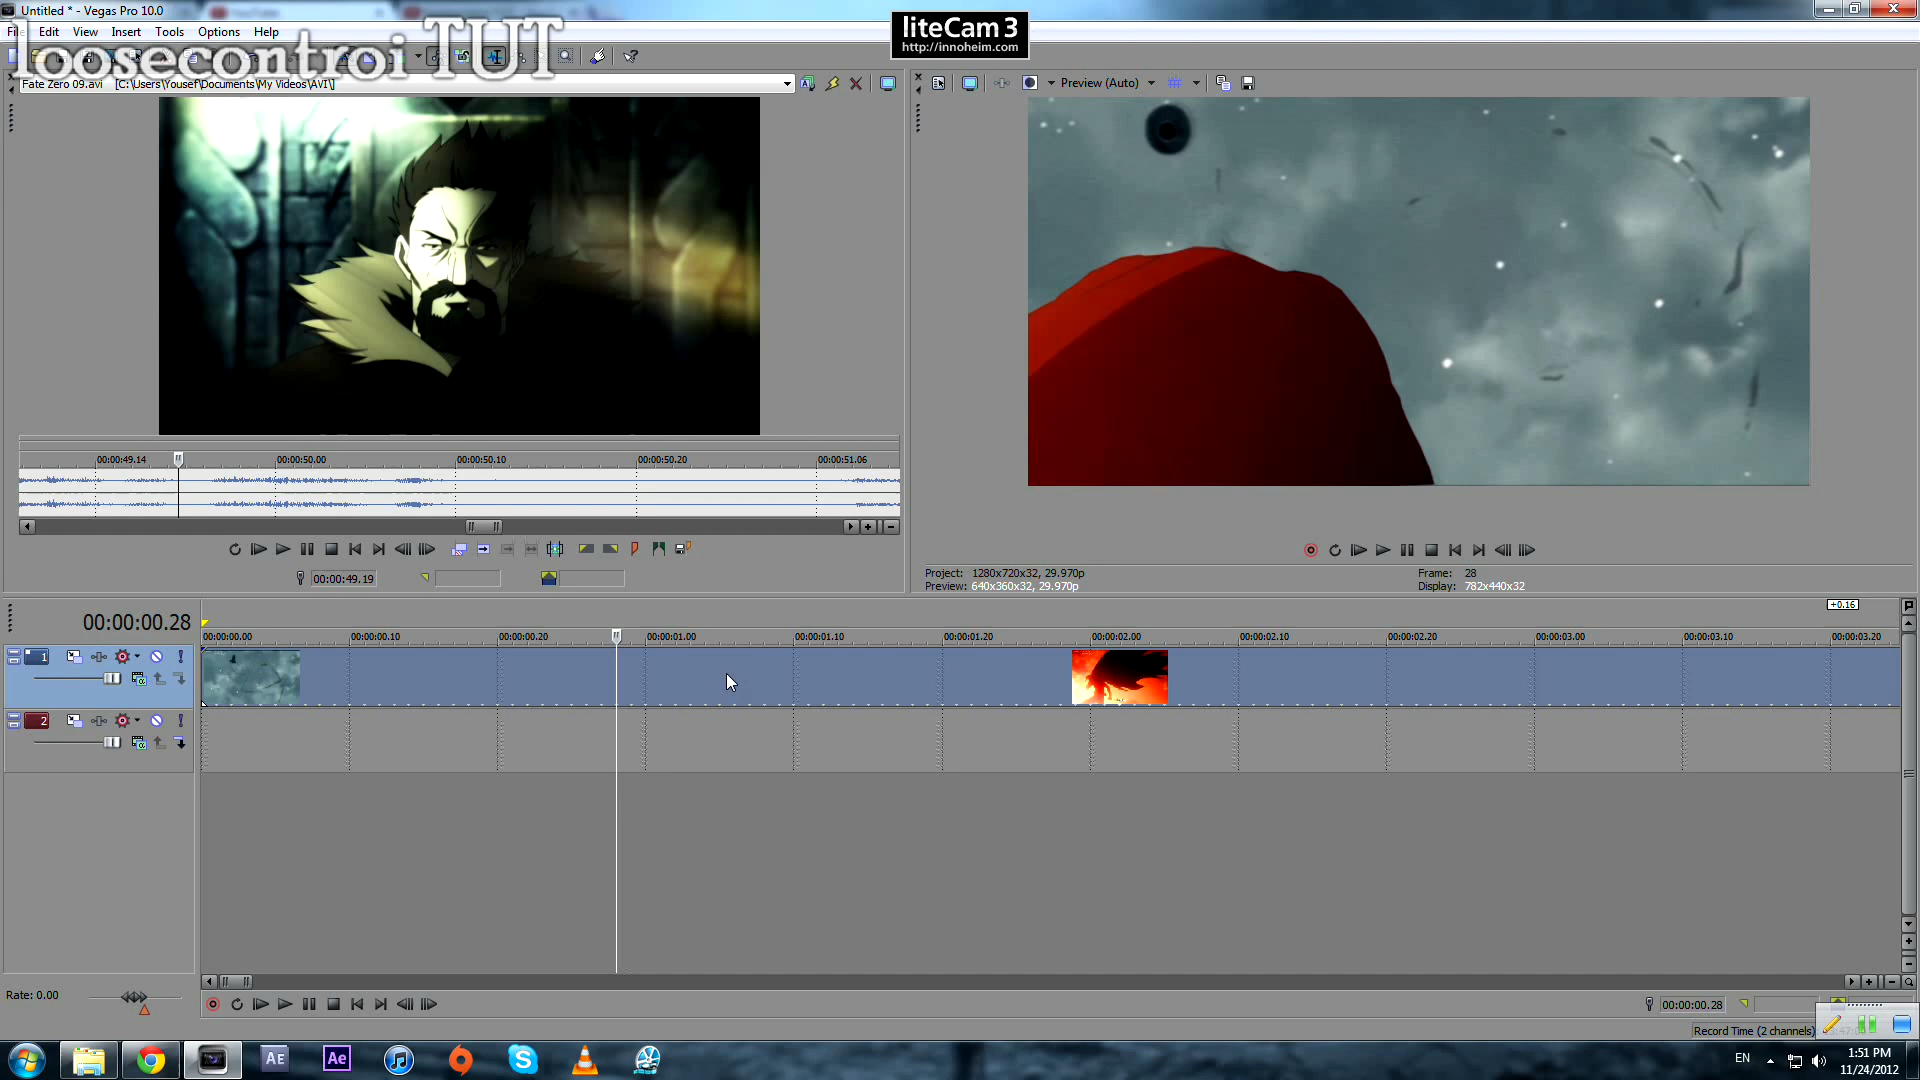 Untitled * - Vegas Pro 10.0
Edit View Insert Tools Options Help
loosecontrol TUT
liteCam 3
http://innoheim.com
Fate Zero 09.avi [C:\Users\Yousef\Documents\My Videos\AVI\]
Preview (Auto)
00:00:49.14 00:00:50.00 00:00:50.10 00:00:50.20 00:00:51.06
00:00:49.19
Project: 1280x720x32, 29.970p
Preview: 640x360x32, 29.970p
Frame: 28
Display: 782x440x32
+0.16
00:00:00.28
00:00:00.00 00:00:00.10 00:00:00.20 00:00:01.00 00:00:01.10 00:00:01.20 00:00:02.00 00:00:02.10 00:00:02.20 00:00:03.00 00:00:03.10 00:00:03.20
1
2
Rate: 0.00
00:00:00.28
Record Time (2 channels)
AE
Ae
EN
1:51 PM
11/24/2012